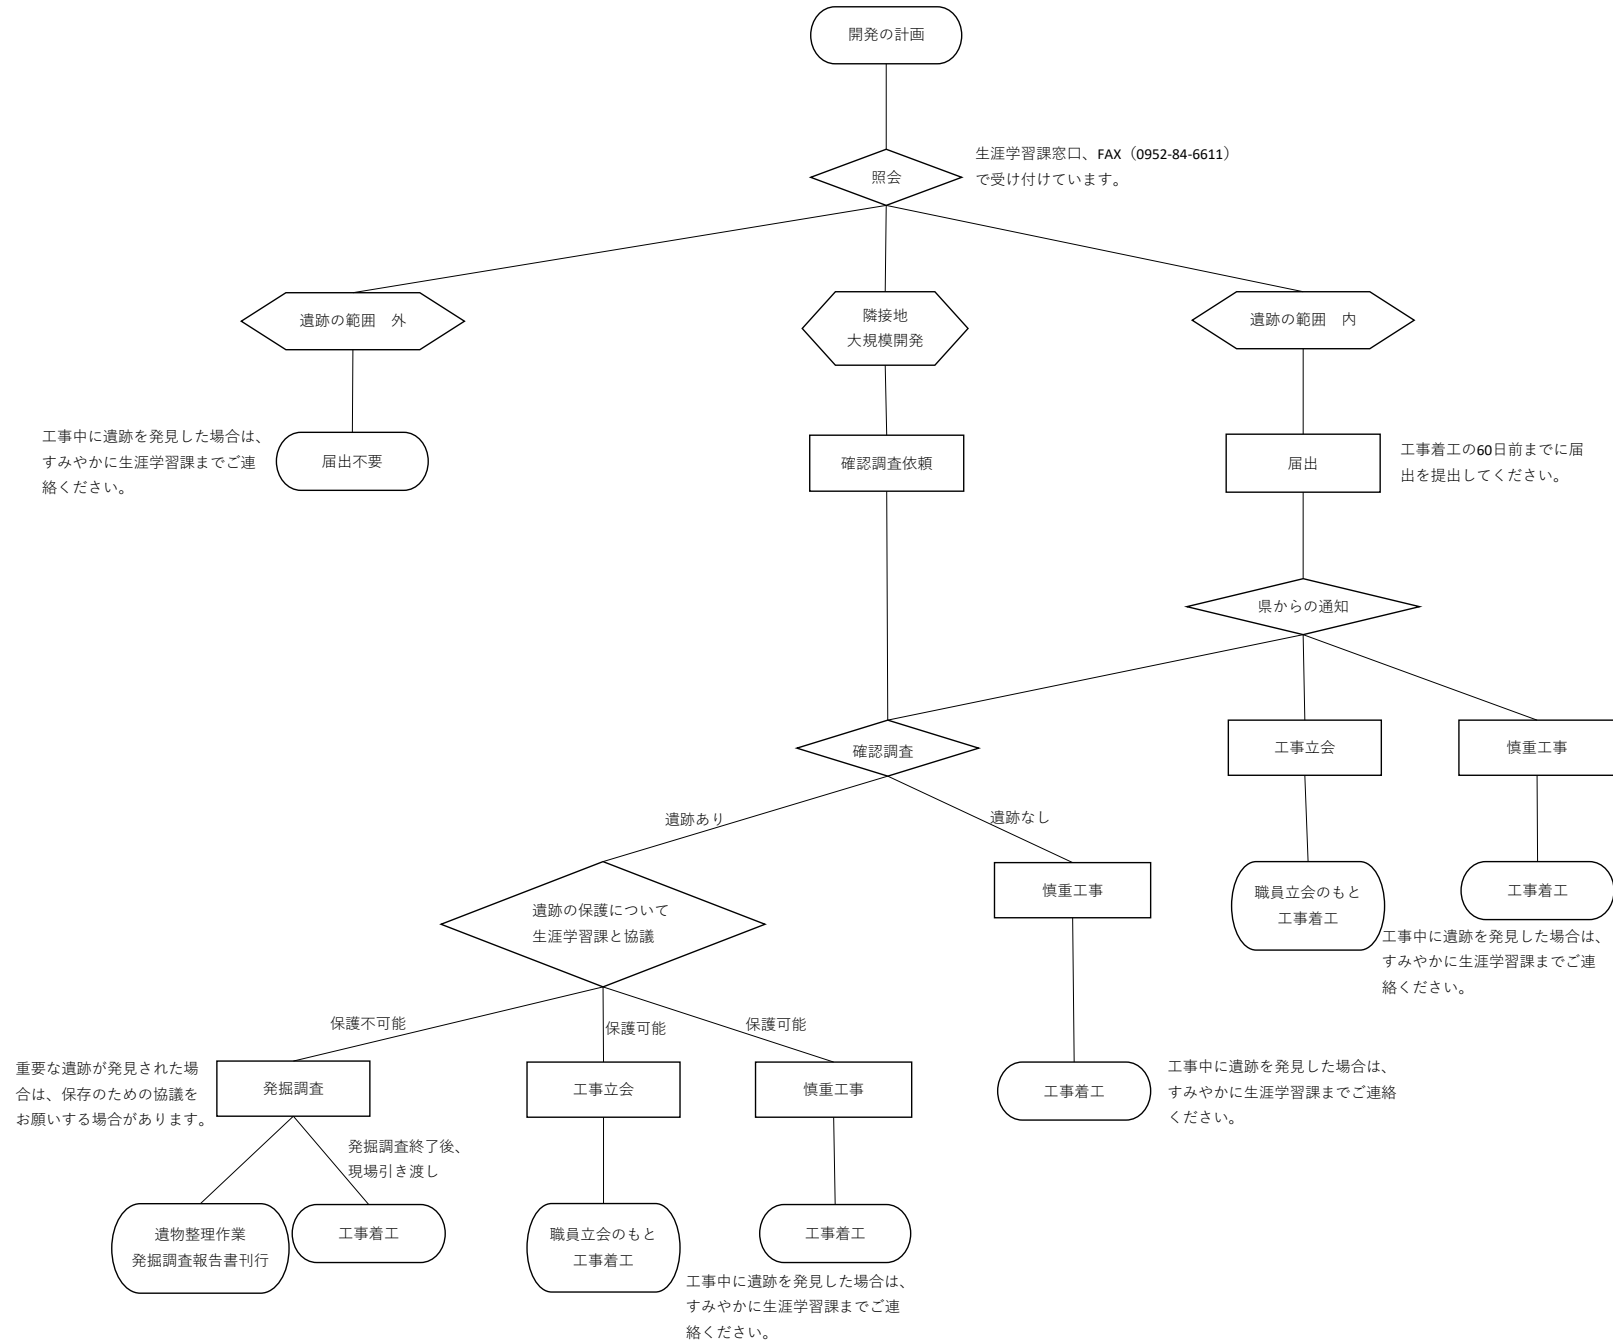 開発の計画
照会
生涯学習課窓口、FAX（0952-84-6611）
で受け付けています。
遺跡の範囲　外
隣接地
大規模開発
遺跡の範囲　内
工事中に遺跡を発見した場合は、
すみやかに生涯学習課までご連
絡ください。
届出不要
確認調査依頼
届出
工事着工の60日前までに届
出を提出してください。
県からの通知
確認調査
工事立会
慎重工事
遺跡あり
遺跡なし
遺跡の保護について
生涯学習課と協議
慎重工事
職員立会のもと
工事着工
工事着工
工事中に遺跡を発見した場合は、
すみやかに生涯学習課までご連
絡ください。
保護不可能
保護可能
保護可能
重要な遺跡が発見された場
合は、保存のための協議を
お願いする場合があります。
発掘調査
工事立会
慎重工事
工事着工
工事中に遺跡を発見した場合は、
すみやかに生涯学習課までご連絡
ください。
発掘調査終了後、
現場引き渡し
遺物整理作業
発掘調査報告書刊行
工事着工
職員立会のもと
工事着工
工事着工
工事中に遺跡を発見した場合は、
すみやかに生涯学習課までご連
絡ください。